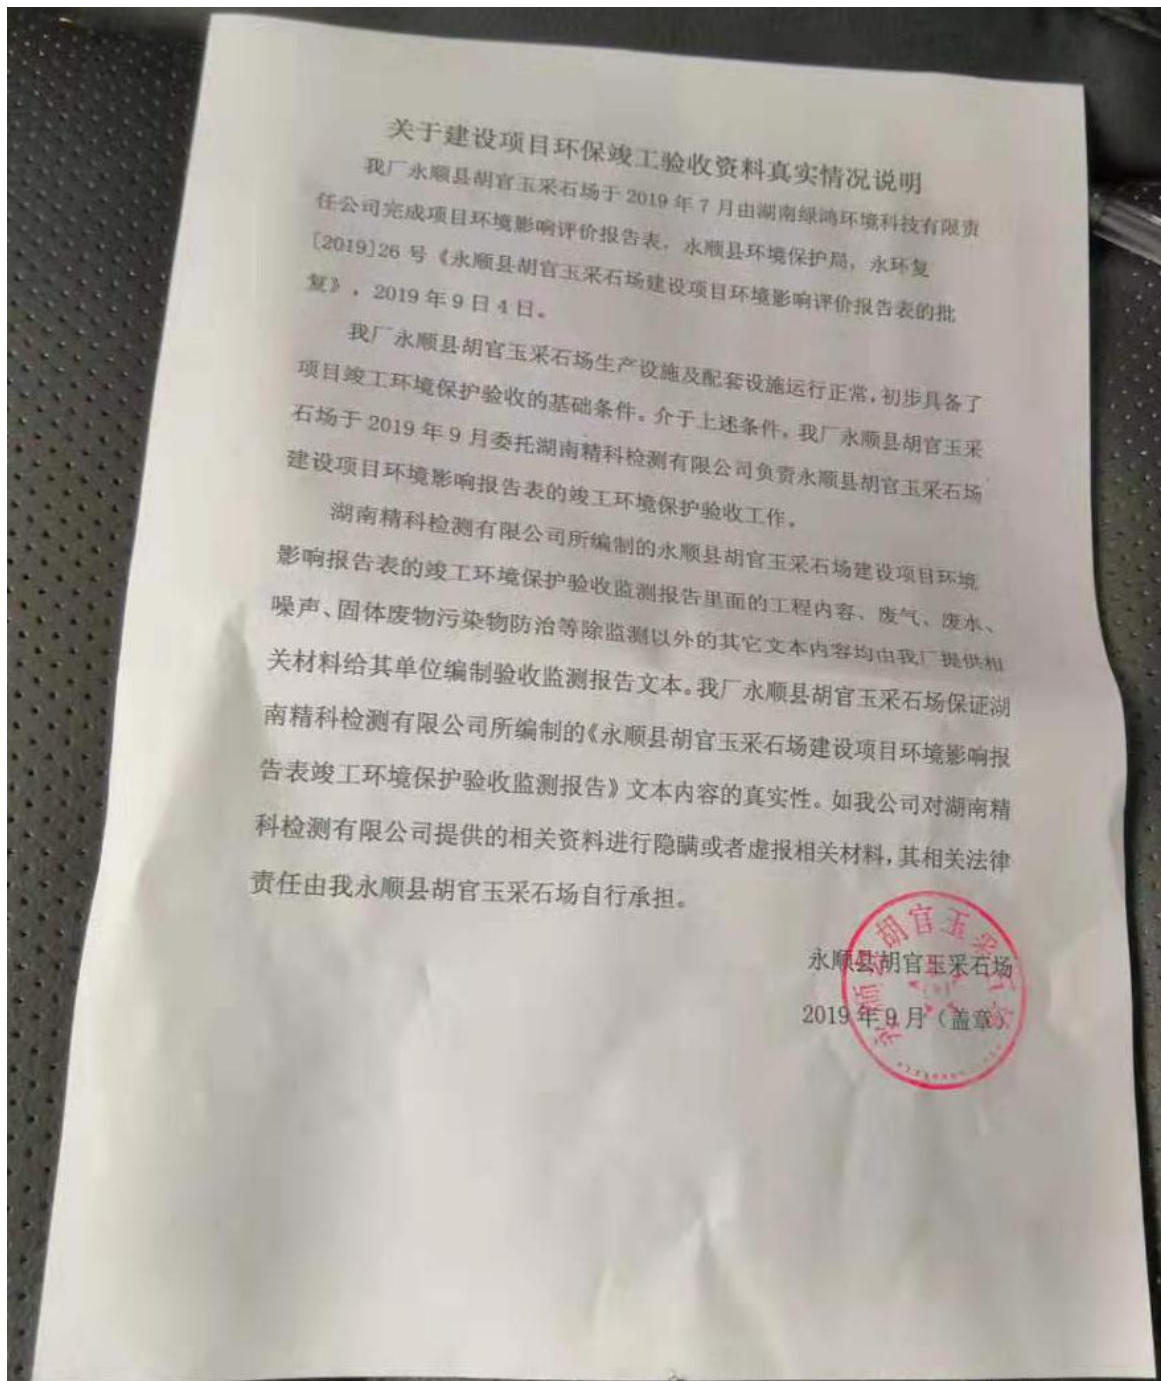 关于建设项目环保竣工验收资料真实情况说明
我厂永顺县胡官玉采石场于 2019 年 7 月由湖南绿鸿环境科技有限责
任公司完成项目环境影响评价报告表，永顺县环境保护局，永环复
[2019]26 号《永顺县胡官玉采石场建设项目环境影响评价报告表的批
复》，2019 年 9 日 4 日。
我厂永顺县胡官玉采石场生产设施及配套设施运行正常，初步具备了
项目竣工环境保护验收的基础条件。介于上述条件，我厂永顺县胡官玉采
石场于 2019 年 9 月委托湖南精科检测有限公司负责永顺县胡官玉采石场
建设项目环境影响报告表的竣工环境保护验收工作。
湖南精科检测有限公司所编制的永顺县胡官玉采石场建设项目环境
影响报告表的竣工环境保护验收监测报告里面的工程内容、废气、废水、
噪声、固体废物污染物防治等除监测以外的其它文本内容均由我厂提供相
关材料给其单位编制验收监测报告文本。我厂永顺县胡官玉采石场保证湖
南精科检测有限公司所编制的《永顺县胡官玉采石场建设项目环境影响报
告表竣工环境保护验收监测报告》文本内容的真实性。如我公司对湖南精
科检测有限公司提供的相关资料进行隐瞒或者虚报相关材料，其相关法律
责任由我永顺县胡官玉采石场自行承担。
永顺县胡官玉采石场
2019 年 9 月（盖章）
永顺县胡官玉采石场